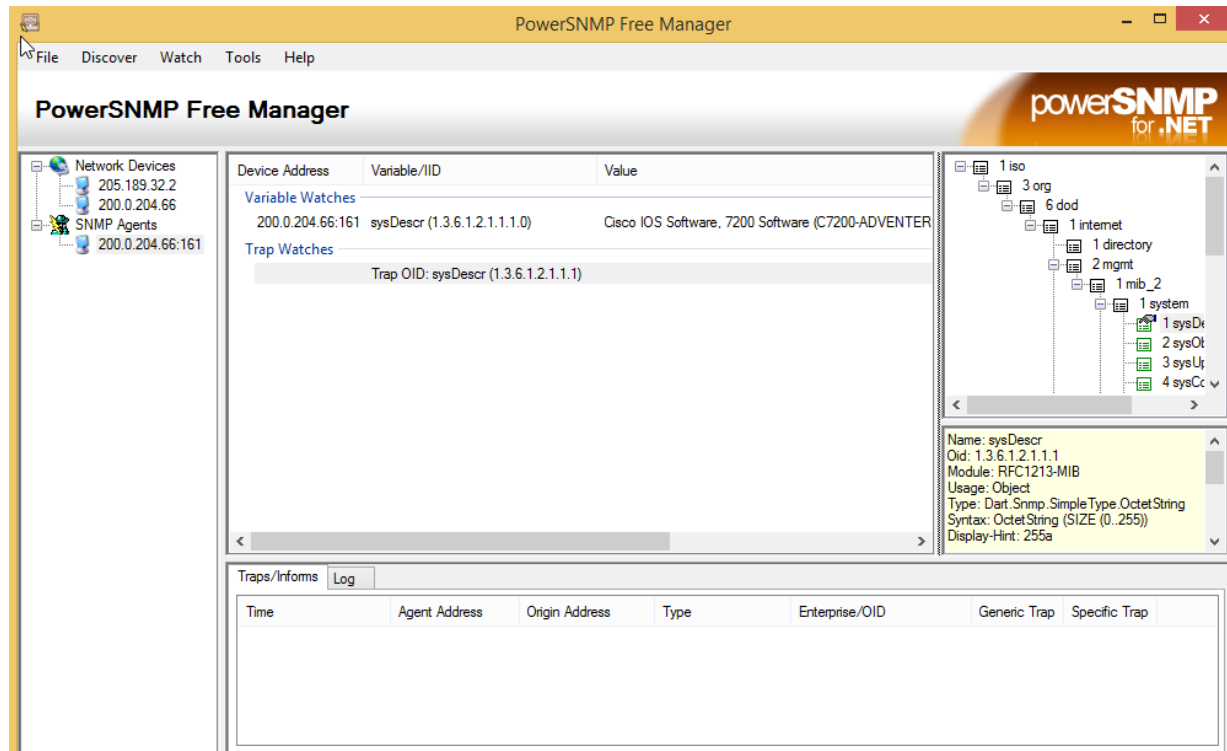 PowerSNMP Free Manager
File Discover Watch Tools Help
PowerSNMP Free Manager
powerSNMP
for .NET
Network Devices
205.189.32.2
200.0.204.66
SNMP Agents
200.0.204.66:161
Device Address Variable/IID Value
Variable Watches
200.0.204.66:161 sysDescr (1.3.6.1.2.1.1.1.0) Cisco IOS Software, 7200 Software (C7200-ADVENTER
Trap Watches
Trap OID: sysDescr (1.3.6.1.2.1.1.1)
1 iso
3 org
6 dod
1 internet
1 directory
2 mgmt
1 mib_2
1 system
1 sysDe
2 sysOb
3 sysUp
4 sysCo
Name: sysDescr
Oid: 1.3.6.1.2.1.1.1
Module: RFC1213-MIB
Usage: Object
Type: Dart.Snmp.SimpleType.OctetString
Syntax: OctetString (SIZE (0..255))
Display-Hint: 255a
Traps/Informs Log
Time Agent Address Origin Address Type Enterprise/OID Generic Trap Specific Trap